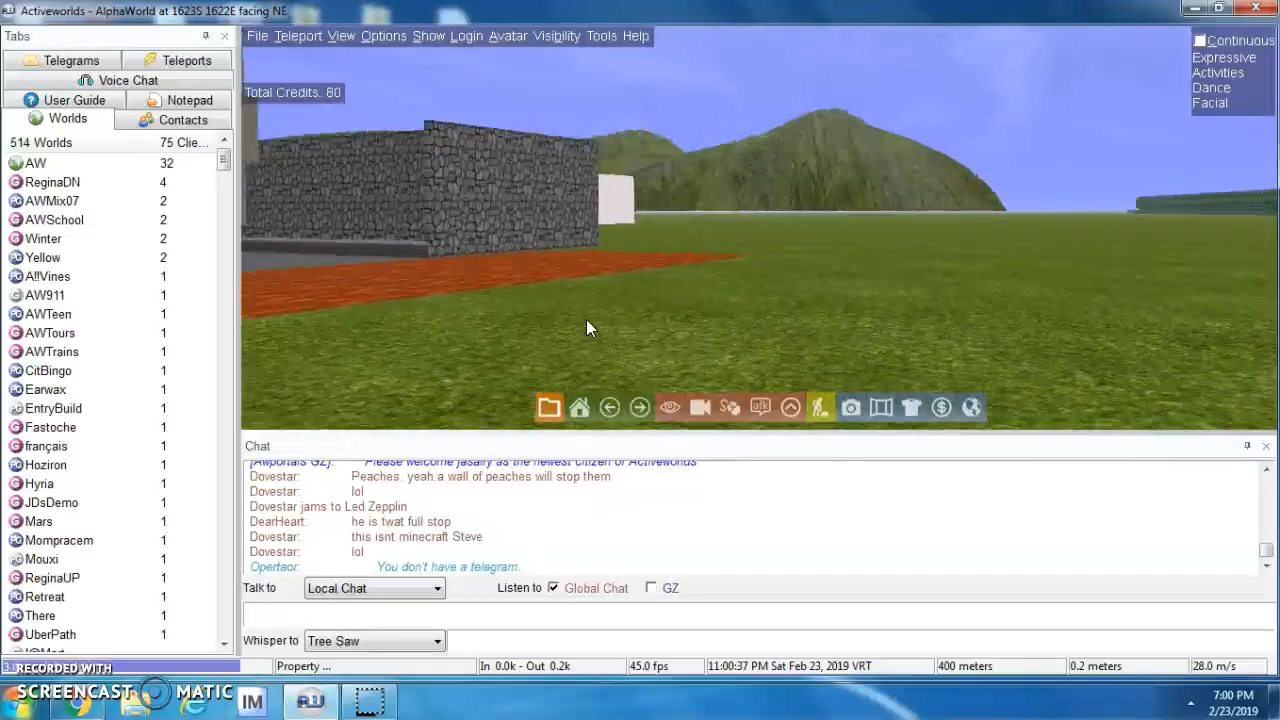 Activeworlds - AlphaWorld at 1623S 1622E facing NE
Tabs
Telegrams
Teleports
Voice Chat
User Guide
Notepad
Worlds
Contacts
514 Worlds 75 Clie...
AW 32
ReginaDN 4
AWMix07 2
AWSchool 2
Winter 2
Yellow 2
A!!Vines 1
AW911 1
AWTeen 1
AWTours 1
AWTrains 1
CitBingo 1
Earwax 1
EntryBuild 1
Fastoche 1
français 1
Hoziron 1
Hyria 1
JDsDemo 1
Mars 1
Mompracem 1
Mouxi 1
ReginaUP 1
Retreat 1
There 1
UberPath 1
File Teleport View Options Show Login Avatar Visibility Tools Help
Total Credits: 80
Continuous
Expressive
Activities
Dance
Facial
afk
Chat
[Awportals GZ]: Please welcome jasairy as the newest citizen of Activeworlds
Dovestar: Peaches, yeah a wall of peaches will stop them
Dovestar: lol
Dovestar jams to Led Zepplin
DearHeart: he is twat full stop
Dovestar: this isnt minecraft Steve
Dovestar: lol
Opertaor: You don't have a telegram.
Talk to Local Chat Listen to Global Chat GZ
Whisper to Tree Saw
Property ... In 0.0k - Out 0.2k 45.0 fps 11:00:37 PM Sat Feb 23, 2019 VRT 400 meters 0.2 meters 28.0 m/s
RECORDED WITH
SCREENCAST MATIC
IM
7:00 PM
2/23/2019